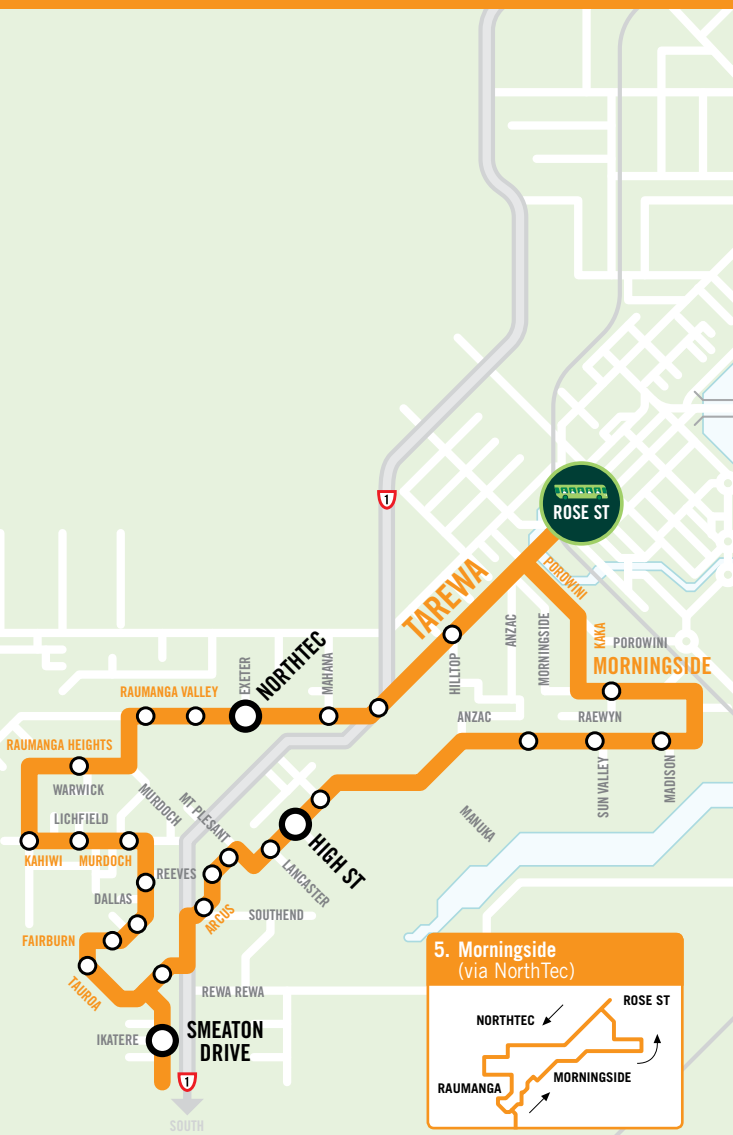 1
ROSE ST
TAREWA
POROWINI
KAKA
POROWINI
MORNINGSIDE
ANZAC
MORNINGSIDE
HILLTOP
NORTHTEC
EXETER
MAHANA
RAUMANGA VALLEY
ANZAC
RAEWYN
RAUMANGA HEIGHTS
WARWICK
MURDOCH
SUN VALLEY
MADISON
LICHFIELD
MT PLESANT
MANUKA
HIGH ST
KAHIWI
MURDOCH
REEVES
LANCASTER
DALLAS
ARCUS
SOUTHEND
FAIRBURN
TAUROA
REWA REWA
IKATERE
SMEATON
DRIVE
1
SOUTH
5. Morningside
(via NorthTec)
ROSE ST
NORTHTEC
MORNINGSIDE
RAUMANGA